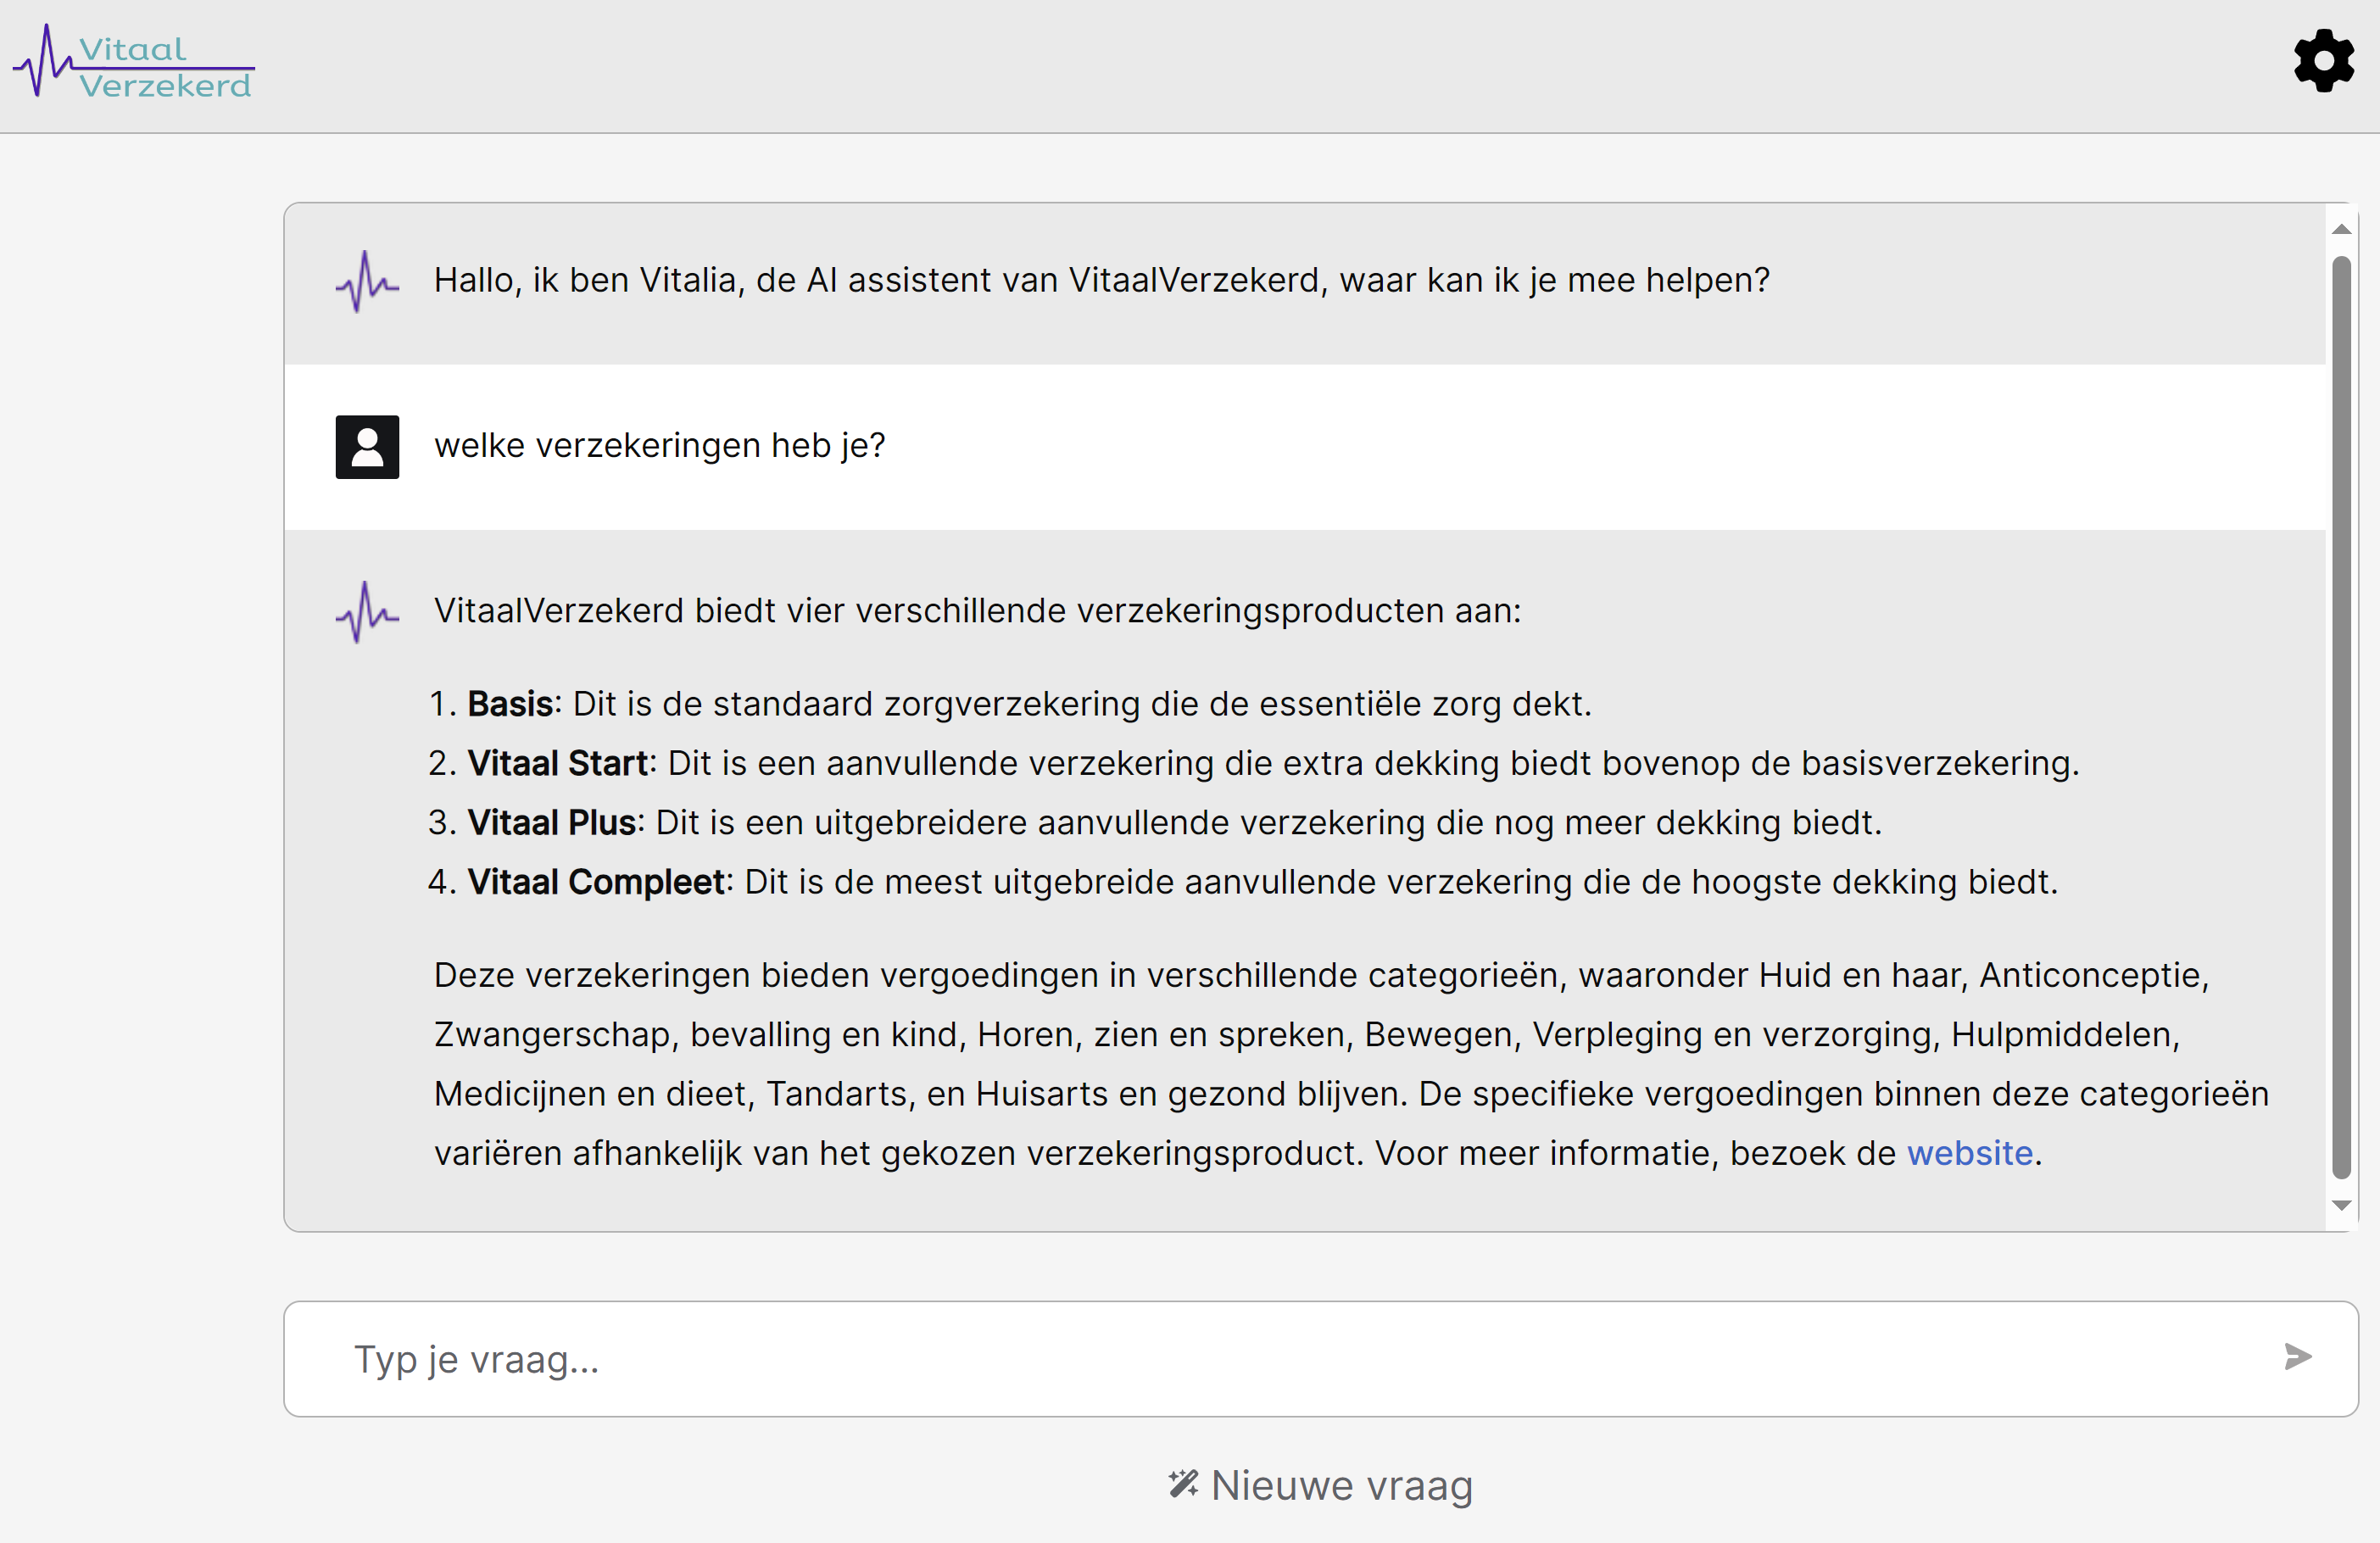 Vitaal
Verzekerd
Hallo, ik ben Vitalia, de AI assistent van VitaalVerzekerd, waar kan ik je mee helpen?
welke verzekeringen heb je?
VitaalVerzekerd biedt vier verschillende verzekeringsproducten aan:
1. Basis: Dit is de standaard zorgverzekering die de essentiële zorg dekt.
2. Vitaal Start: Dit is een aanvullende verzekering die extra dekking biedt bovenop de basisverzekering.
3. Vitaal Plus: Dit is een uitgebreidere aanvullende verzekering die nog meer dekking biedt.
4. Vitaal Compleet: Dit is de meest uitgebreide aanvullende verzekering die de hoogste dekking biedt.
Deze verzekeringen bieden vergoedingen in verschillende categorieën, waaronder Huid en haar, Anticonceptie,
Zwangerschap, bevalling en kind, Horen, zien en spreken, Bewegen, Verpleging en verzorging, Hulpmiddelen,
Medicijnen en dieet, Tandarts, en Huisarts en gezond blijven. De specifieke vergoedingen binnen deze categorieën
variëren afhankelijk van het gekozen verzekeringsproduct. Voor meer informatie, bezoek de website.
Typ je vraag...
Nieuwe vraag